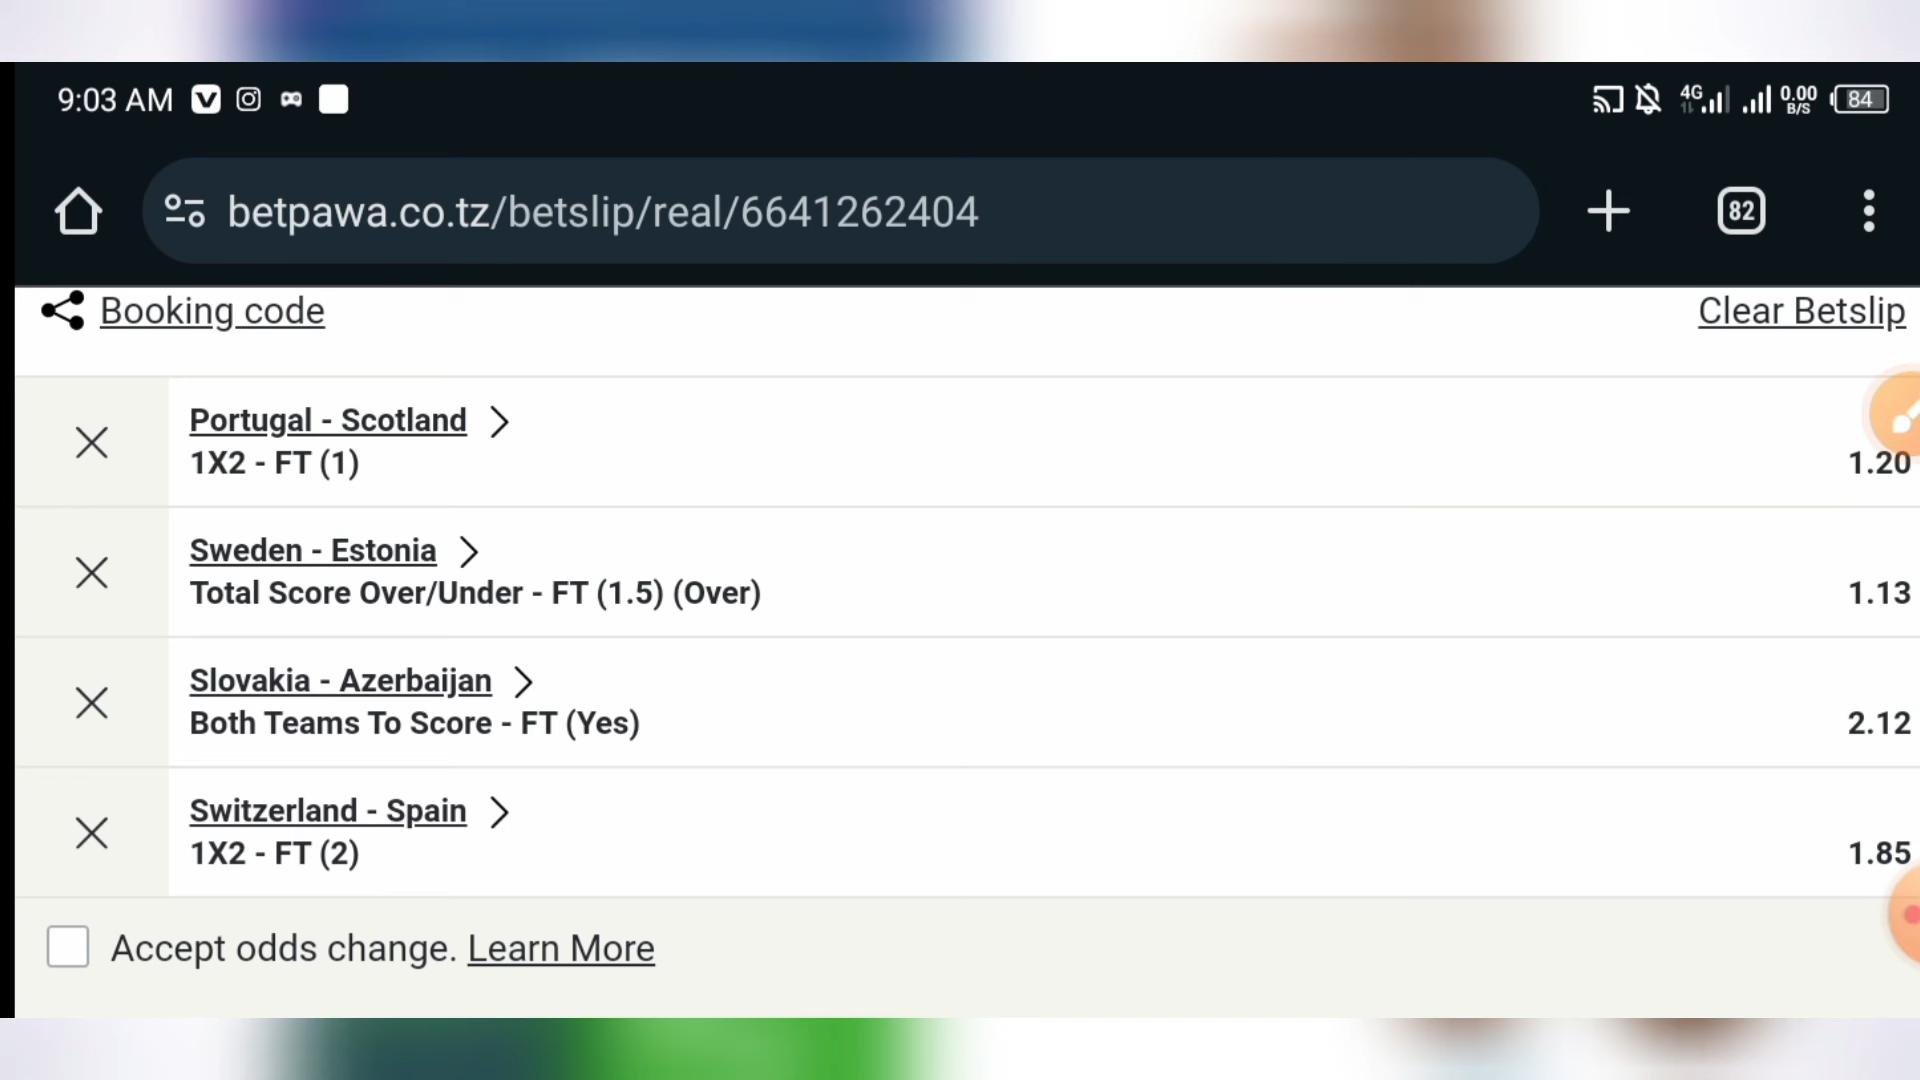 9:03 AM 4G 0.00 B/S 84
betpawa.co.tz/betslip/real/6641262404 82
Booking code Clear Betslip
Portugal - Scotland
1X2 - FT (1) 1.20
Sweden - Estonia
Total Score Over/Under - FT (1.5) (Over) 1.13
Slovakia - Azerbaijan
Both Teams To Score - FT (Yes) 2.12
Switzerland - Spain
1X2 - FT (2) 1.85
Accept odds change. Learn More